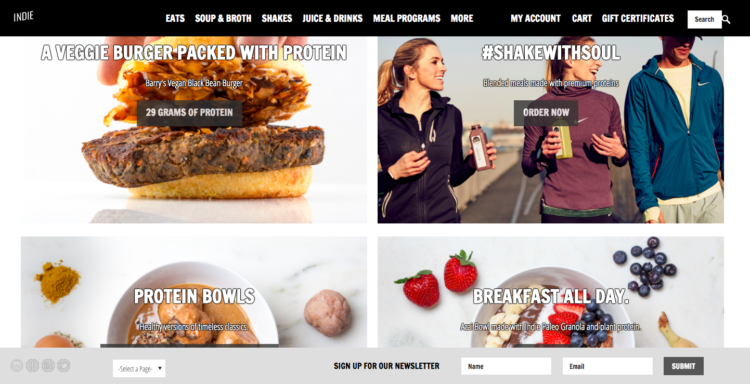 INDIE
EATS SOUP & BROTH SHAKES JUICE & DRINKS MEAL PROGRAMS MORE MY ACCOUNT CART GIFT CERTIFICATES Search
A VEGGIE BURGER PACKED WITH PROTEIN
Barry's Vegan Black Bean Burger
29 GRAMS OF PROTEIN
#SHAKEWITHSOUL
Blended meals made with premium proteins
ORDER NOW
PROTEIN BOWLS
Healthy versions of timeless classics.
BREAKFAST ALL DAY.
Acai Bowl made with Indie Paleo Granola and plant protein.
-Select a Page-
SIGN UP FOR OUR NEWSLETTER
Name
Email
SUBMIT